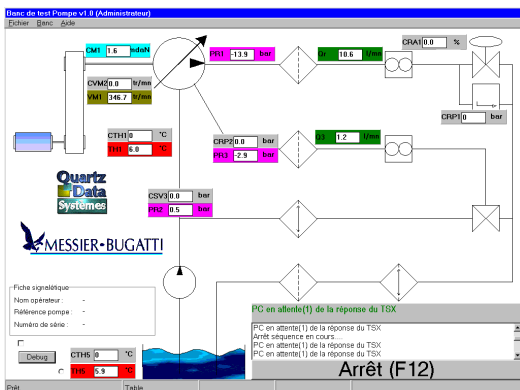 Banc de test Pompe v1.0 (Administrateur)
Fichier Banc Aide
CM1 1.6 mdaN
PR1 -13.9 bar
Qr 10.6 l/mn
CRA1 0.0 %
CVM2 0.0 tr/mn
VM1 346.7 tr/mn
CRP1 0 bar
CTH1 0 °C
TH1 6.0 °C
CRP2 0.0 bar
PR3 -2.9 bar
Q3 1.2 l/mn
Quartz
Data
Systèmes
CSV3 0.0 bar
PR2 0.5 bar
MESSIER-BUGATTI
Fiche signalétique
Nom opérateur : -
Référence pompe : -
Numéro de série : -
PC en attente(1) de la réponse du TSX
PC en attente(1) de la réponse du TSX
Arrêt séquence en cours....
PC en attente(1) de la réponse du TSX
PC en attente(1) de la réponse du TSX
Debug
CTH5 0 °C
TH5 5.9 °C
Arrêt (F12)
Prêt
Table